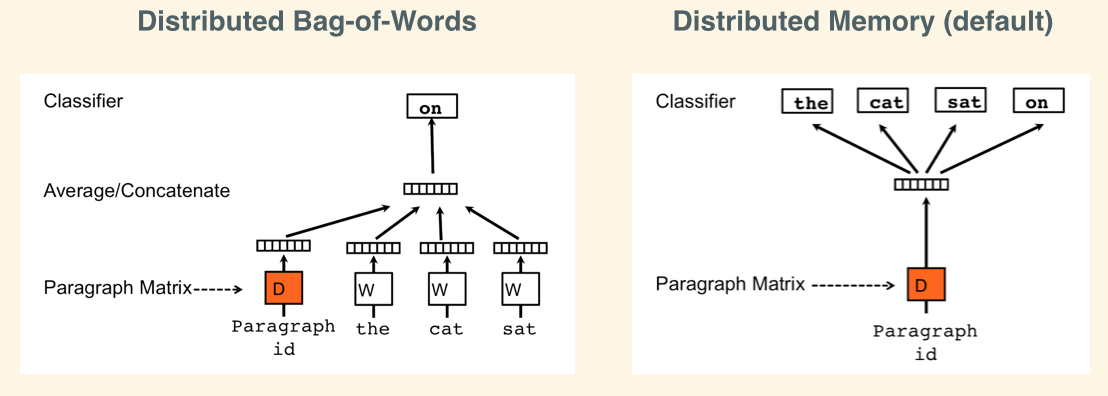 Distributed Bag-of-Words
Classifier
on
Average/Concatenate
Paragraph Matrix
D
W
W
W
Paragraph
id
the
cat
sat
Distributed Memory (default)
Classifier
the
cat
sat
on
Paragraph Matrix
D
Paragraph
id